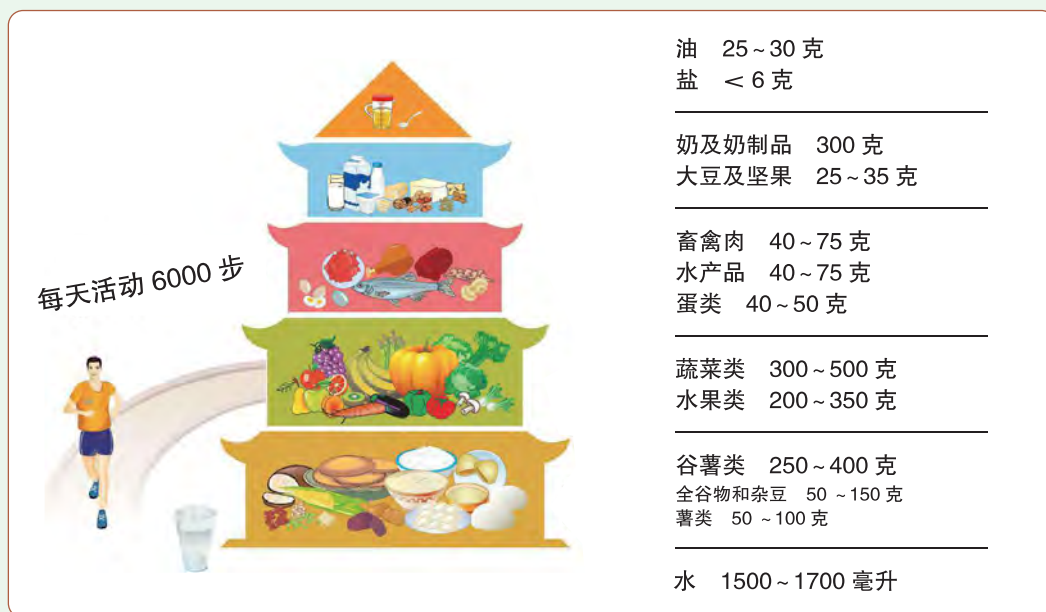 每天活动 6000 步
油 25~30 克
盐 < 6 克
奶及奶制品 300 克
大豆及坚果 25~35 克
畜禽肉 40~75 克
水产品 40~75 克
蛋类 40~50 克
蔬菜类 300~500 克
水果类 200~350 克
谷薯类 250~400 克
全谷物和杂豆 50 ~150 克
薯类 50 ~100 克
水 1500~1700 毫升